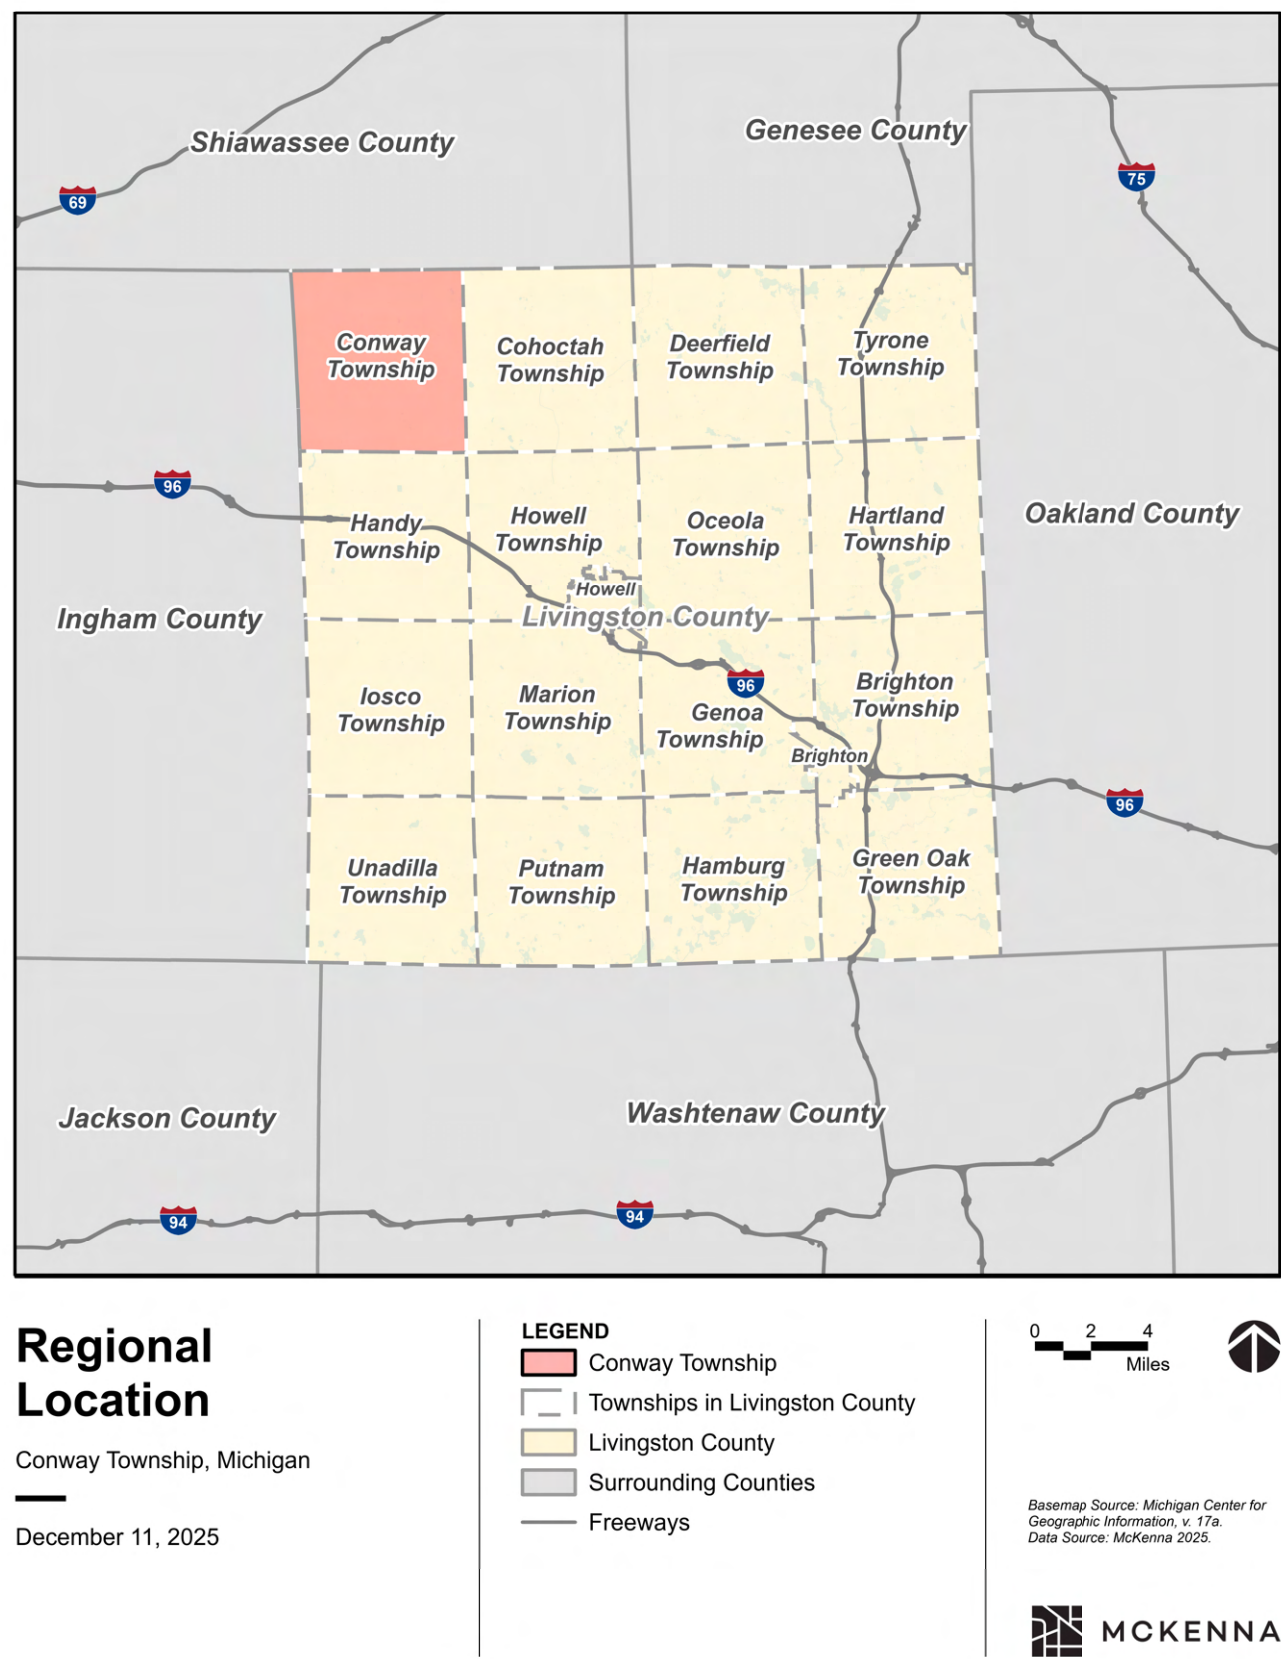 Shiawassee County
Genesee County
69
75
Conway
Township
Cohoctah
Township
Deerfield
Township
Tyrone
Township
96
Handy
Township
Howell
Township
Oceola
Township
Hartland
Township
Oakland County
Howell
Livingston County
Ingham County
Iosco
Township
Marion
Township
96
Genoa
Township
Brighton
Township
Brighton
96
Unadilla
Township
Putnam
Township
Hamburg
Township
Green Oak
Township
Jackson County
Washtenaw County
94
94
Regional
Location
Conway Township, Michigan
December 11, 2025
LEGEND
Conway Township
Townships in Livingston County
Livingston County
Surrounding Counties
Freeways
0 2 4
Miles
Basemap Source: Michigan Center for
Geographic Information, v. 17a.
Data Source: McKenna 2025.
MCKENNA